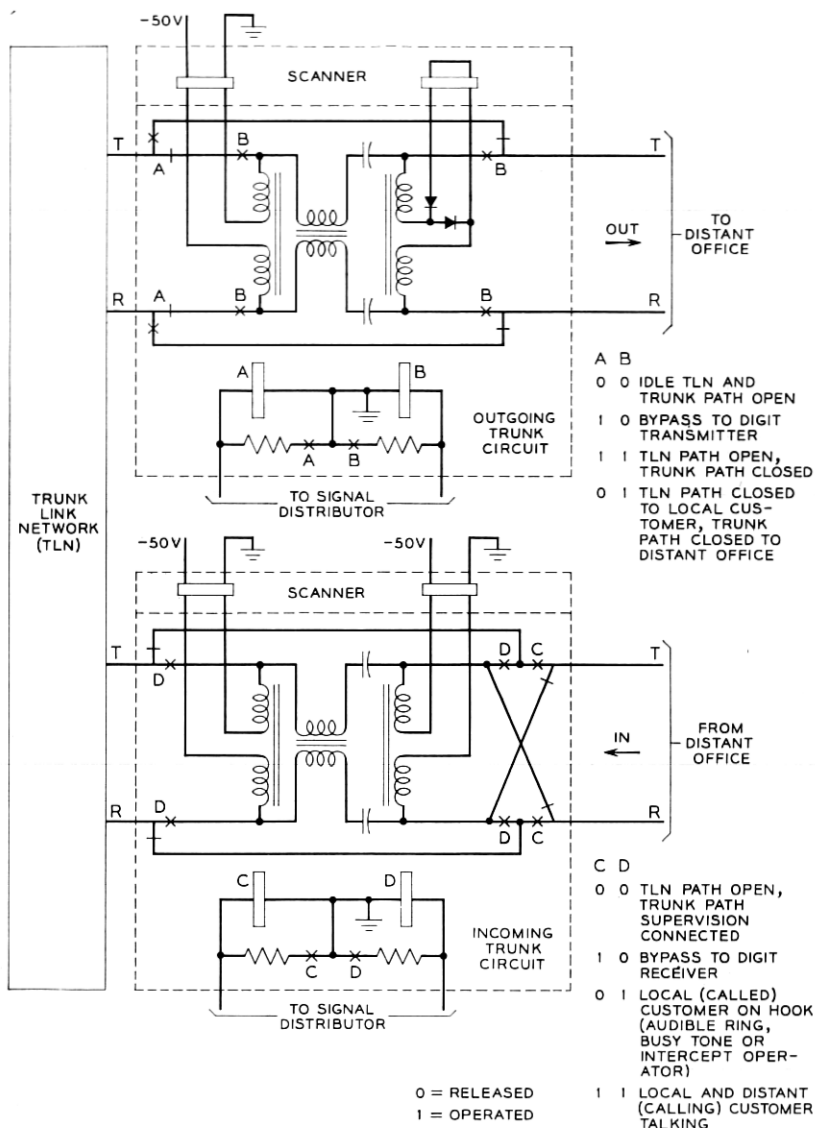 -50V
SCANNER
T
A
B
B
OUT
TO
DISTANT
OFFICE
R
A
B
B
R
A
B
OUTGOING
TRUNK
CIRCUIT
A
B
TO SIGNAL
DISTRIBUTOR
T
A B
0 0 IDLE TLN AND
TRUNK PATH OPEN
1 0 BYPASS TO DIGIT
TRANSMITTER
1 1 TLN PATH OPEN,
TRUNK PATH CLOSED
0 1 TLN PATH CLOSED
TO LOCAL CUS-
TOMER, TRUNK
PATH CLOSED TO
DISTANT OFFICE
TRUNK
LINK
NETWORK
(TLN)
-50V
-50V
SCANNER
T
D
D
C
T
IN
FROM
DISTANT
OFFICE
R
D
D
C
R
C
D
INCOMING
TRUNK
CIRCUIT
C
D
TO SIGNAL
DISTRIBUTOR
C D
0 0 TLN PATH OPEN,
TRUNK PATH
SUPERVISION
CONNECTED
1 0 BYPASS TO DIGIT
RECEIVER
0 1 LOCAL (CALLED)
CUSTOMER ON HOOK
(AUDIBLE RING,
BUSY TONE OR
INTERCEPT OPER-
ATOR)
1 1 LOCAL AND DISTANT
(CALLING) CUSTOMER
TALKING
0 = RELEASED
1 = OPERATED